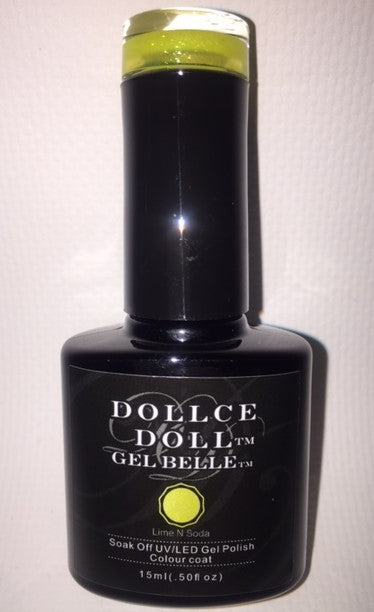 DOLLCE
DOLL™
GEL BELLE™
Lime N Soda
Soak Off UV/LED Gel Polish
Colour coat
15ml(.50fl oz)